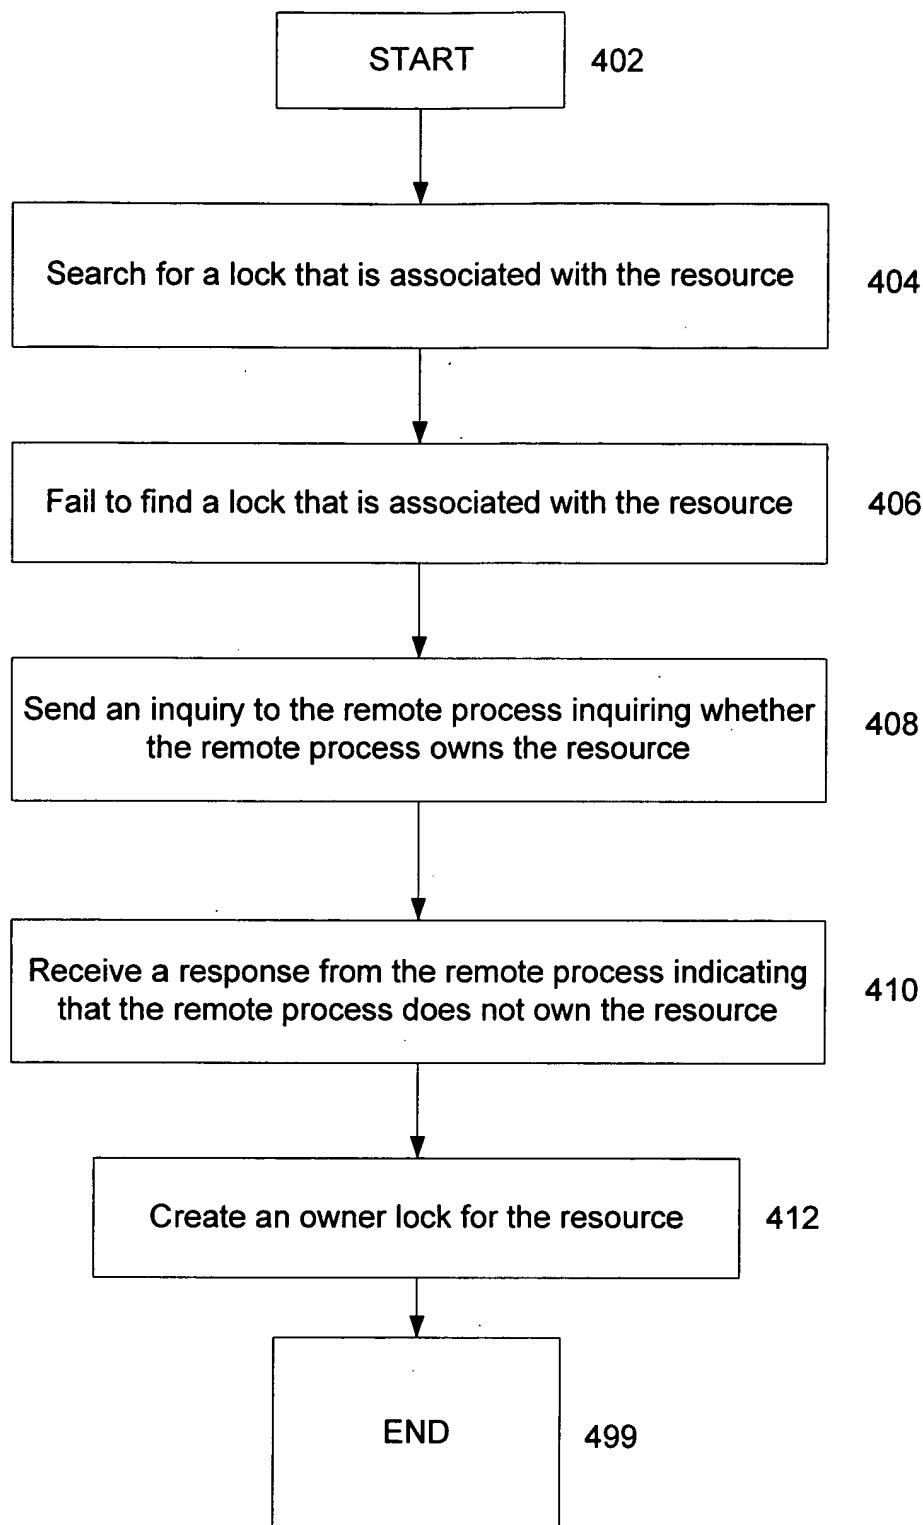 START
402
Search for a lock that is associated with the resource
404
Fail to find a lock that is associated with the resource
406
Send an inquiry to the remote process inquiring whether
the remote process owns the resource
408
Receive a response from the remote process indicating
that the remote process does not own the resource
410
Create an owner lock for the resource
412
END
499